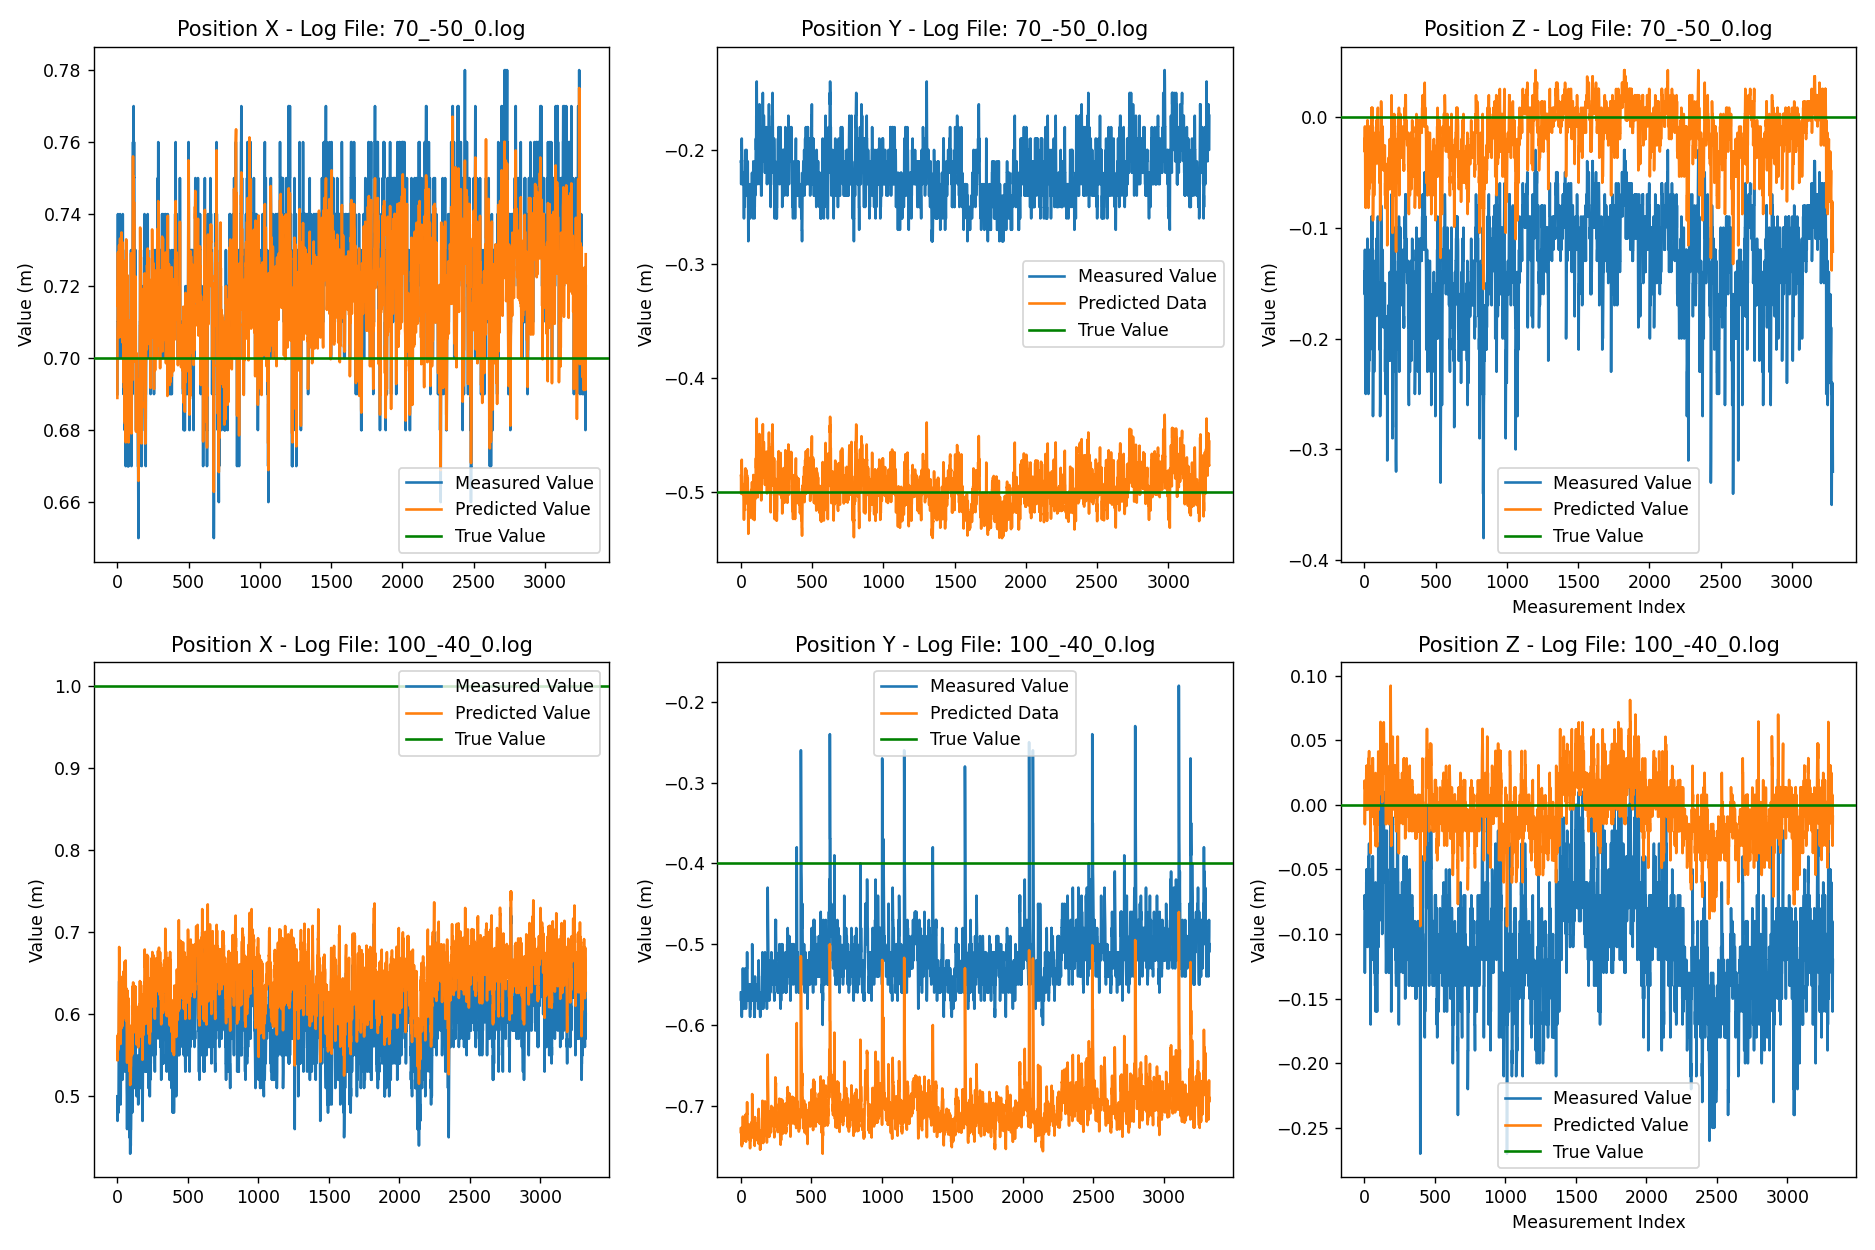 Position X - Log File: 70_-50_0.log
Value (m)
0.78
0.76
0.74
0.72
0.70
0.68
0.66
0
500
1000
1500
2000
2500
3000
Measured Value
Predicted Value
True Value
Position Y - Log File: 70_-50_0.log
Value (m)
−0.2
−0.3
−0.4
−0.5
0
500
1000
1500
2000
2500
3000
Measured Value
Predicted Data
True Value
Position Z - Log File: 70_-50_0.log
Value (m)
0.0
−0.1
−0.2
−0.3
−0.4
0
500
1000
1500
2000
2500
3000
Measurement Index
Measured Value
Predicted Value
True Value
Position X - Log File: 100_-40_0.log
Value (m)
1.0
0.9
0.8
0.7
0.6
0.5
0
500
1000
1500
2000
2500
3000
Measured Value
Predicted Value
True Value
Position Y - Log File: 100_-40_0.log
Value (m)
−0.2
−0.3
−0.4
−0.5
−0.6
−0.7
0
500
1000
1500
2000
2500
3000
Measured Value
Predicted Data
True Value
Position Z - Log File: 100_-40_0.log
Value (m)
0.10
0.05
0.00
−0.05
−0.10
−0.15
−0.20
−0.25
0
500
1000
1500
2000
2500
3000
Measurement Index
Measured Value
Predicted Value
True Value